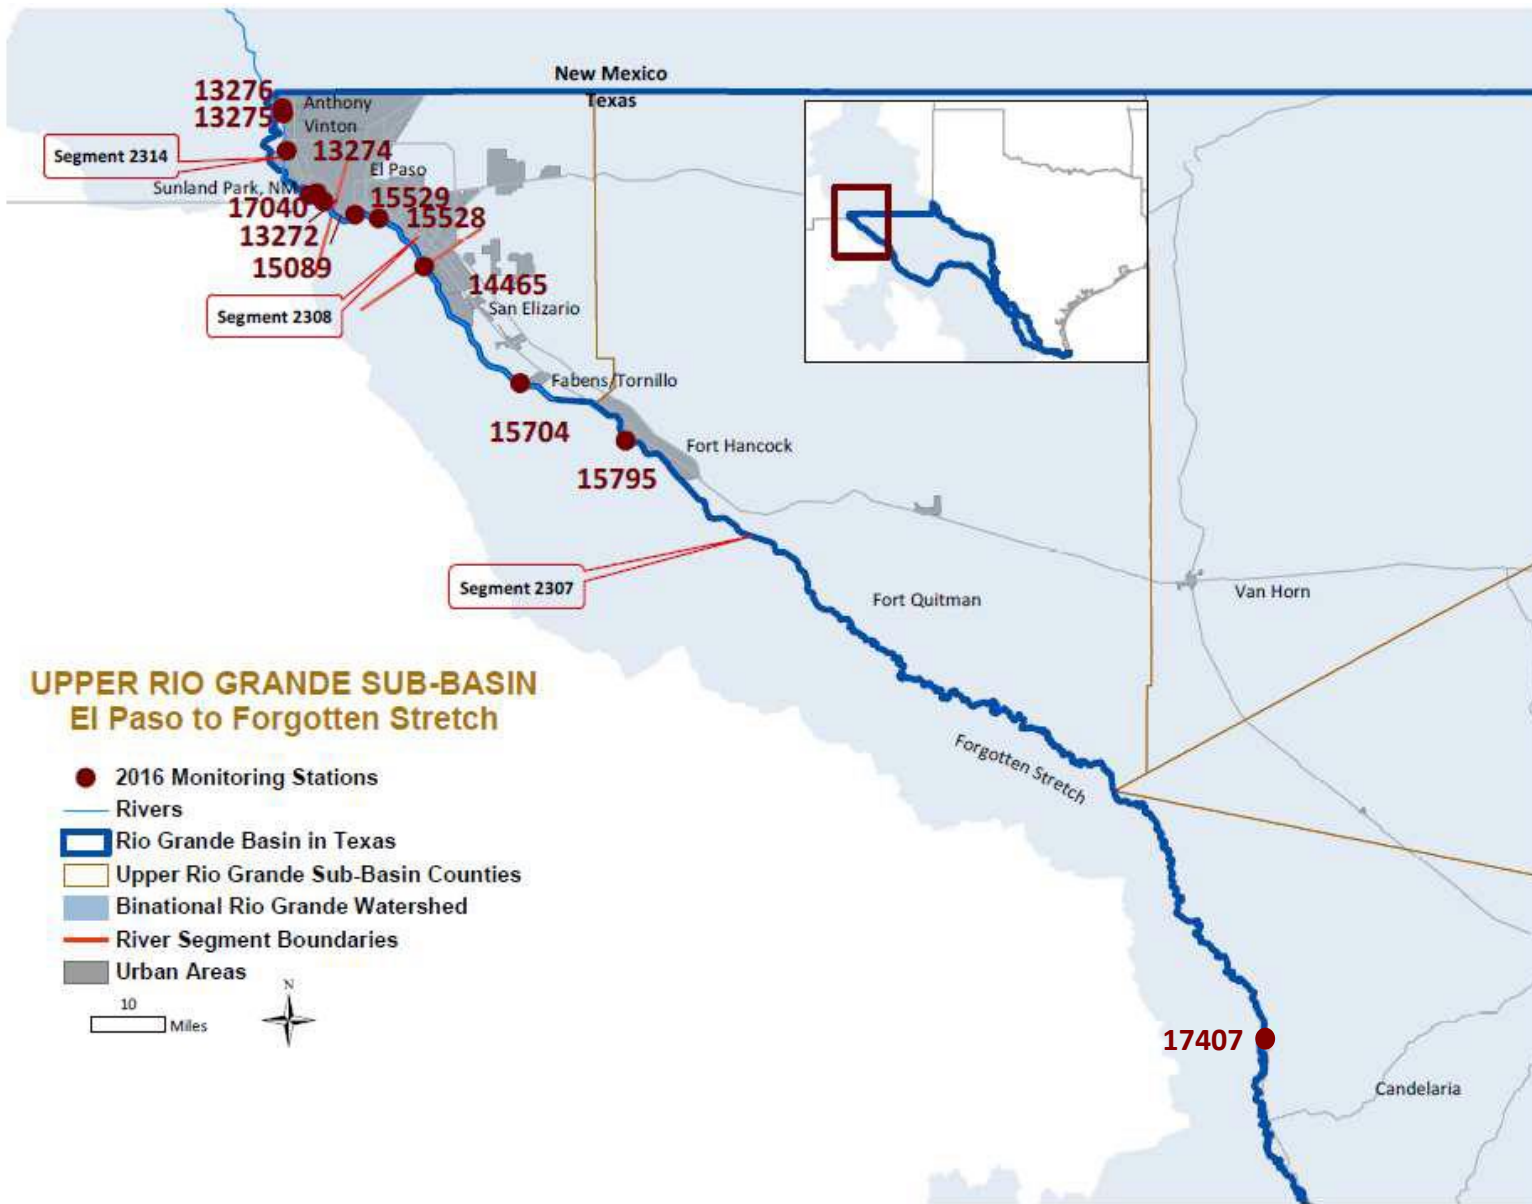 New Mexico
Texas
13276
Anthony
13275
Vinton
13274
Segment 2314
El Paso
Sunland Park, NM
15529
17040
15528
13272
15089
14465
San Elizario
Segment 2308
Fabens/Tornillo
15704
Fort Hancock
15795
Segment 2307
Van Horn
Fort Quitman
UPPER RIO GRANDE SUB-BASIN
El Paso to Forgotten Stretch
Forgotten Stretch
2016 Monitoring Stations
Rivers
Rio Grande Basin in Texas
Upper Rio Grande Sub-Basin Counties
Binational Rio Grande Watershed
River Segment Boundaries
Urban Areas
N
10
Miles
17407
Candelaria